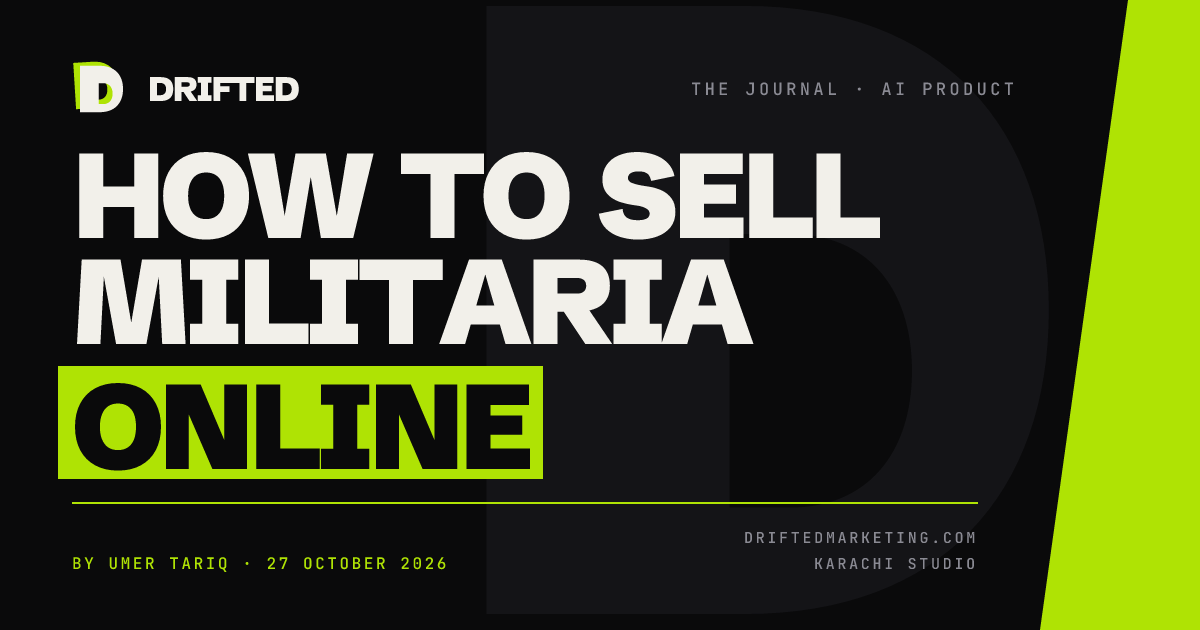 DRIFTED
THE JOURNAL · AI PRODUCT
HOW TO SELL
MILITARIA
ONLINE
BY UMER TARIQ · 27 OCTOBER 2026
DRIFTEDMARKETING.COM
KARACHI STUDIO